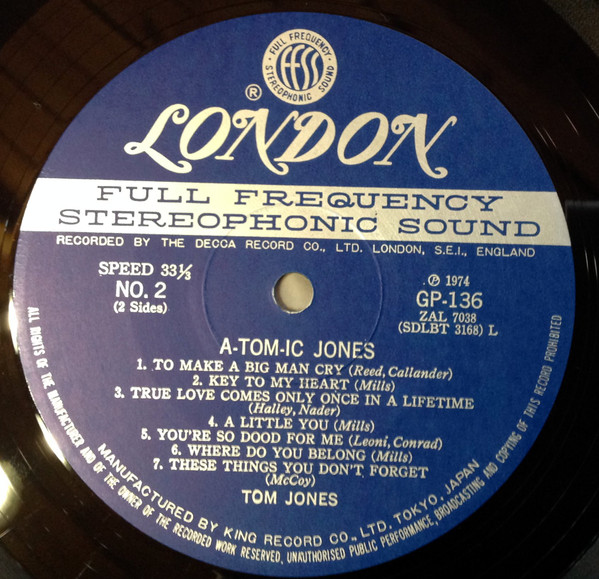 FULL FREQUENCY
ffss
STEREOPHONIC SOUND
®
LONDON
FULL FREQUENCY
STEREOPHONIC SOUND
RECORDED BY THE DECCA RECORD CO., LTD. LONDON, S.E.I., ENGLAND
SPEED 33⅓
NO. 2
(2 Sides)
℗ 1974
GP-136
ZAL 7038
(SDLBT 3168) L
A-TOM-IC JONES
1. TO MAKE A BIG MAN CRY (Reed, Callander)
2. KEY TO MY HEART (Mills)
3. TRUE LOVE COMES ONLY ONCE IN A LIFETIME
(Halley, Nader)
4. A LITTLE YOU (Mills)
5. YOU'RE SO DOOD FOR ME (Leoni, Conrad)
6. WHERE DO YOU BELONG (Mills)
7. THESE THINGS YOU DON'T FORGET
(McCoy)
TOM JONES
MANUFACTURED BY KING RECORD CO., LTD. TOKYO, JAPAN
ALL RIGHTS OF THE MANUFACTURER AND OF THE OWNER OF THE RECORDED WORK RESERVED, UNAUTHORISED PUBLIC PERFORMANCE, BROADCASTING AND COPYING OF THIS RECORD PROHIBITED